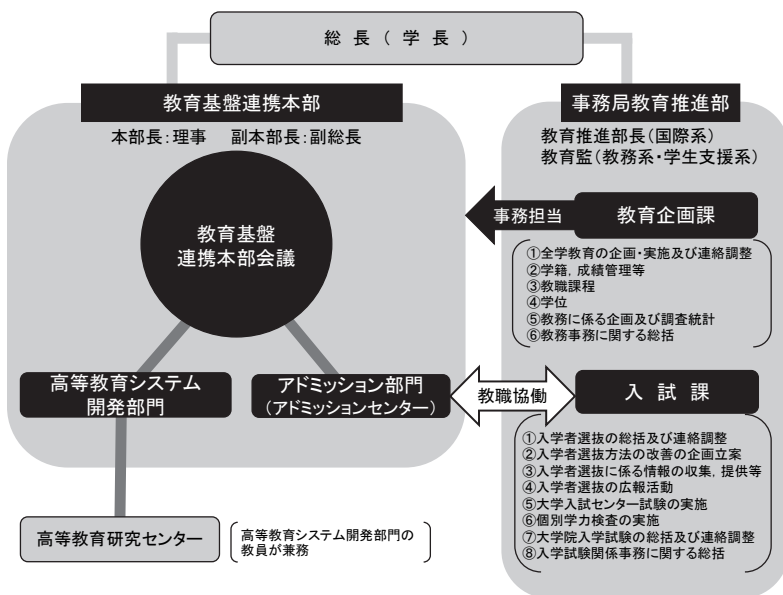 総長(学長)
教育基盤連携本部
本部長:理事 副本部長:副総長
教育基盤
連携本部会議
高等教育システム
開発部門
アドミッション部門
(アドミッションセンター)
高等教育研究センター
高等教育システム開発部門の
教員が兼務
事務局教育推進部
教育推進部長(国際系)
教育監(教務系・学生支援系)
事務担当
教育企画課
①全学教育の企画・実施及び連絡調整
②学籍,成績管理等
③教職課程
④学位
⑤教務に係る企画及び調査統計
⑥教務事務に関する総括
教職協働
入試課
①入学者選抜の総括及び連絡調整
②入学者選抜方法の改善の企画立案
③入学者選抜に係る情報の収集,提供等
④入学者選抜の広報活動
⑤大学入試センター試験の実施
⑥個別学力検査の実施
⑦大学院入学試験の総括及び連絡調整
⑧入学試験関係事務に関する総括